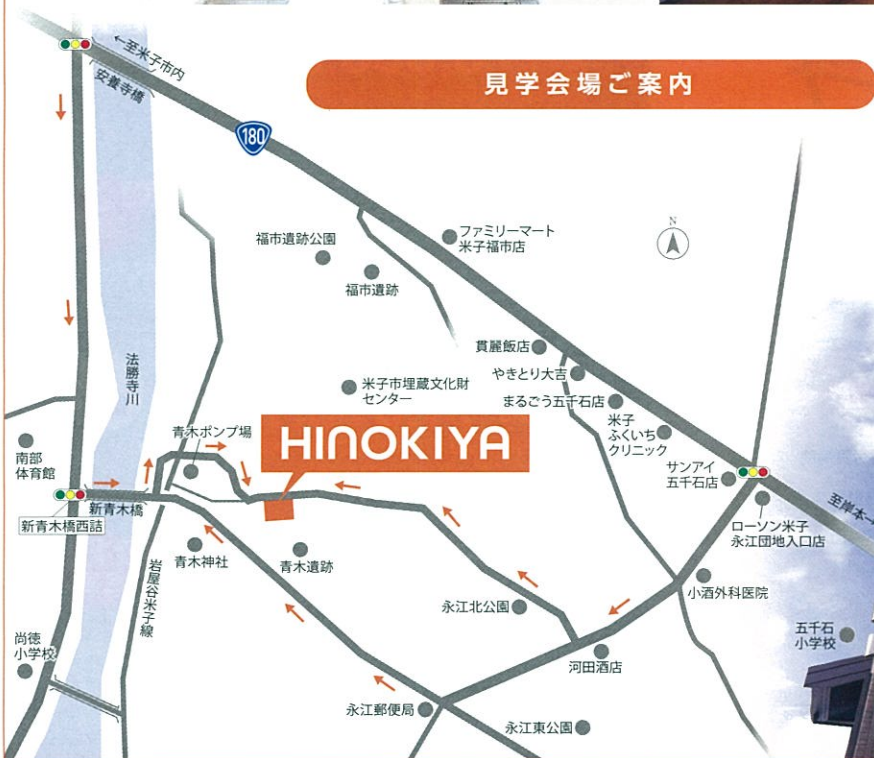 ←至米子市内
安養寺橋
見学会場ご案内
180
N
福市遺跡公園
ファミリーマート
米子福市店
福市遺跡
貫麗飯店
やきとり大吉
法勝寺川
米子市埋蔵文化財
センター
まるごう五千石店
米子
ふくいち
クリニック
青木ポンプ場
HINOKIYA
南部
体育館
サンアイ
五千石店
至岸本→
新青木橋
新青木橋西詰
ローソン米子
永江団地入口店
青木神社
青木遺跡
岩屋谷米子線
小酒外科医院
永江北公園
五千石
小学校
尚徳
小学校
河田酒店
永江郵便局
永江東公園